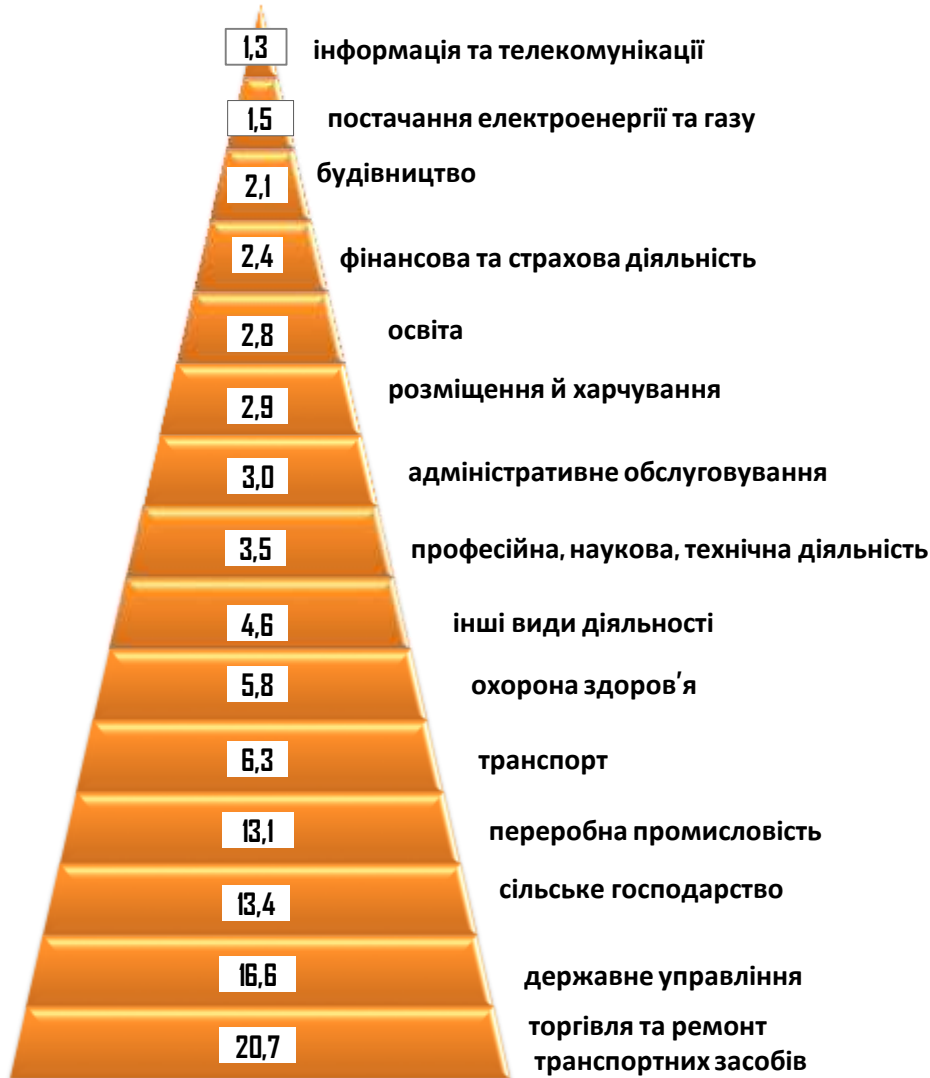 1,3 інформація та телекомунікації
1,5 постачання електроенергії та газу
2,1 будівництво
2,4 фінансова та страхова діяльність
2,8 освіта
2,9 розміщення й харчування
3,0 адміністративне обслуговування
3,5 професійна, наукова, технічна діяльність
4,6 інші види діяльності
5,8 охорона здоров'я
6,3 транспорт
13,1 переробна промисловість
13,4 сільське господарство
16,6 державне управління
20,7 торгівля та ремонт
транспортних засобів